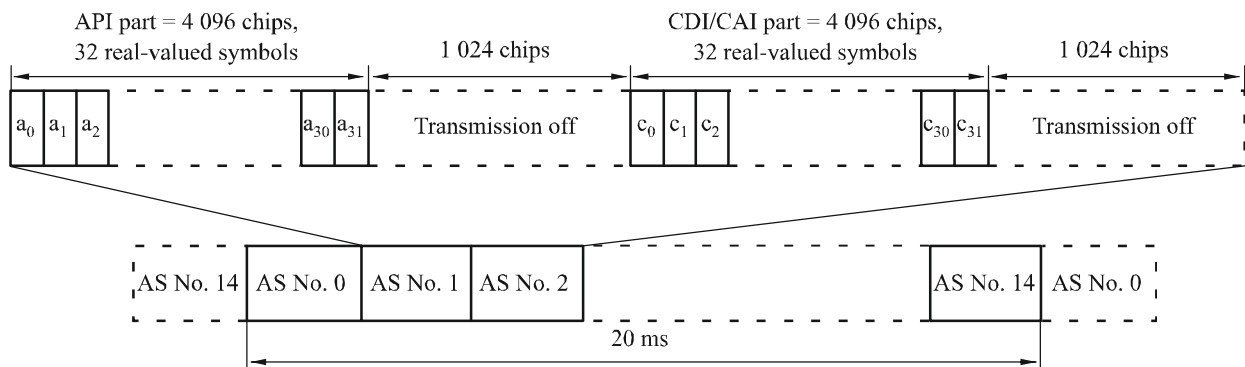 API part = 4 096 chips,
32 real-valued symbols
1 024 chips
CDI/CAI part = 4 096 chips,
32 real-valued symbols
1 024 chips
a0 a1 a2 a30 a31 Transmission off c0 c1 c2 c30 c31 Transmission off
AS No. 14 AS No. 0 AS No. 1 AS No. 2 AS No. 14 AS No. 0
20 ms